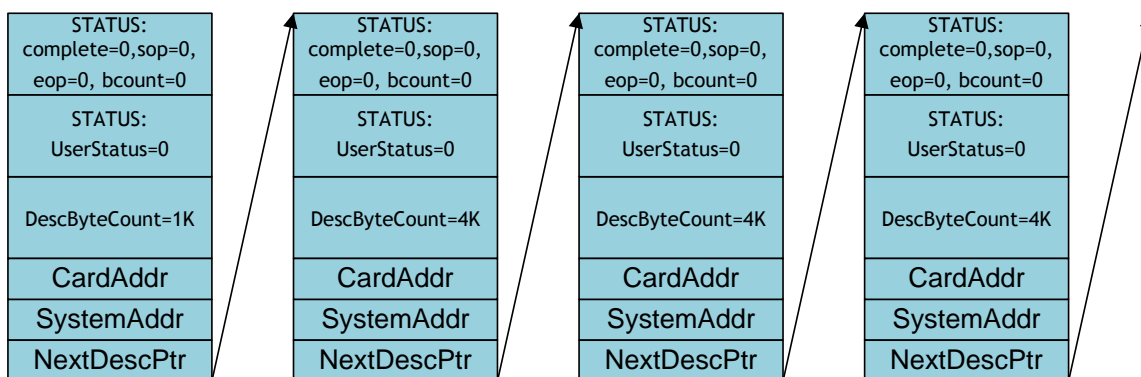 STATUS:
complete=0,sop=0,
eop=0, bcount=0
STATUS:
UserStatus=0
DescByteCount=1K
CardAddr
SystemAddr
NextDescPtr
STATUS:
complete=0,sop=0,
eop=0, bcount=0
STATUS:
UserStatus=0
DescByteCount=4K
CardAddr
SystemAddr
NextDescPtr
STATUS:
complete=0,sop=0,
eop=0, bcount=0
STATUS:
UserStatus=0
DescByteCount=4K
CardAddr
SystemAddr
NextDescPtr
STATUS:
complete=0,sop=0,
eop=0, bcount=0
STATUS:
UserStatus=0
DescByteCount=4K
CardAddr
SystemAddr
NextDescPtr